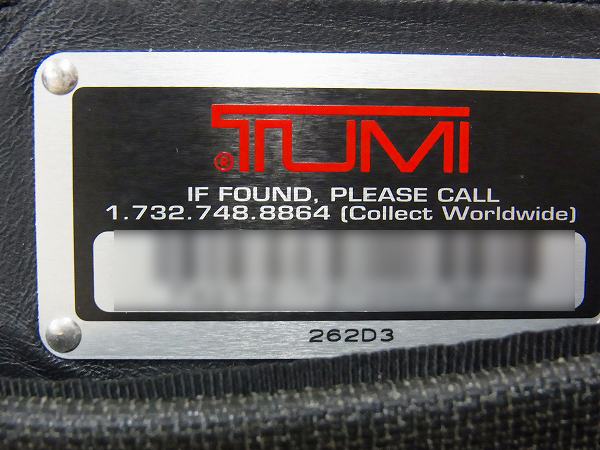 TUMI
®
IF FOUND, PLEASE CALL
1.732.748.8864 (Collect Worldwide)
262D3